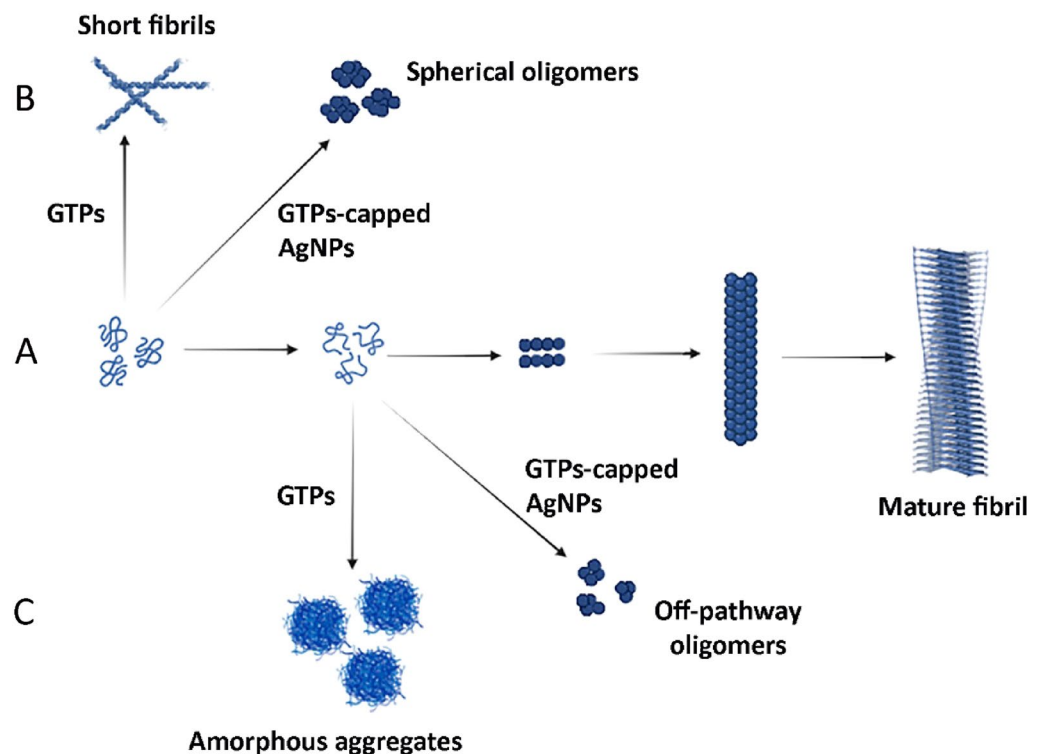 Short fibrils
B
Spherical oligomers
GTPs
GTPs-capped
AgNPs
A
GTPs
GTPs-capped
AgNPs
Mature fibril
C
Off-pathway
oligomers
Amorphous aggregates